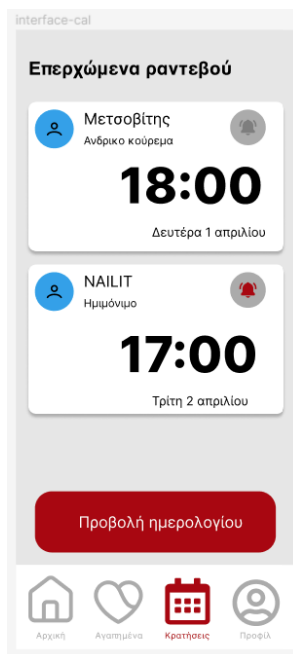 interface-cal
Επερχώμενα ραντεβού
Μετσοβίτης
Ανδρικο κούρεμα
18:00
Δευτέρα 1 απριλίου
NAILIT
Ημιμόνιμο
17:00
Τρίτη 2 απριλίου
Προβολή ημερολογίου
Αρχική Αγαπημένα Κρατήσεις Προφίλ